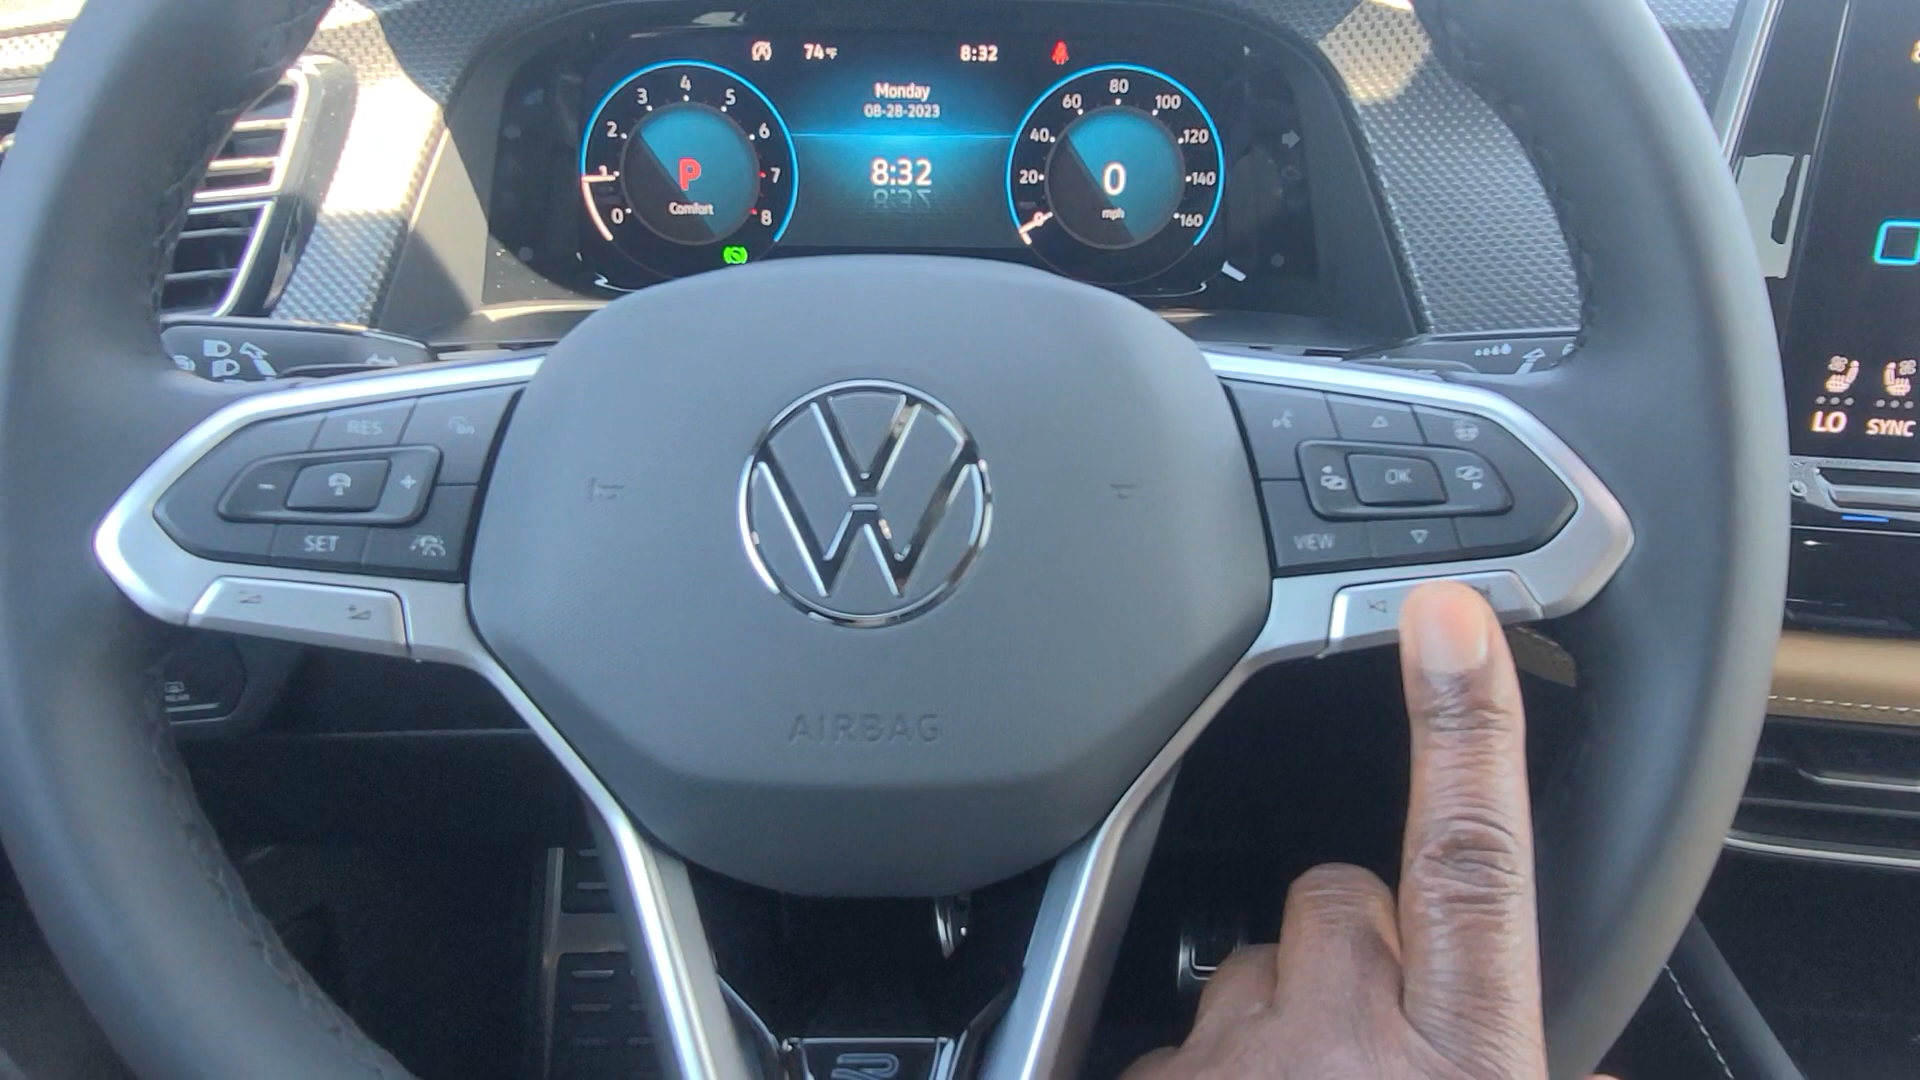 74°F
8:32
Monday
08-28-2023
8:32
0
1
2
3
4
5
6
7
8
P
Comfort
0
20
40
60
80
100
120
140
160
0
mph
RES
- +
SET
OK
VIEW
LO
SYNC
AIRBAG